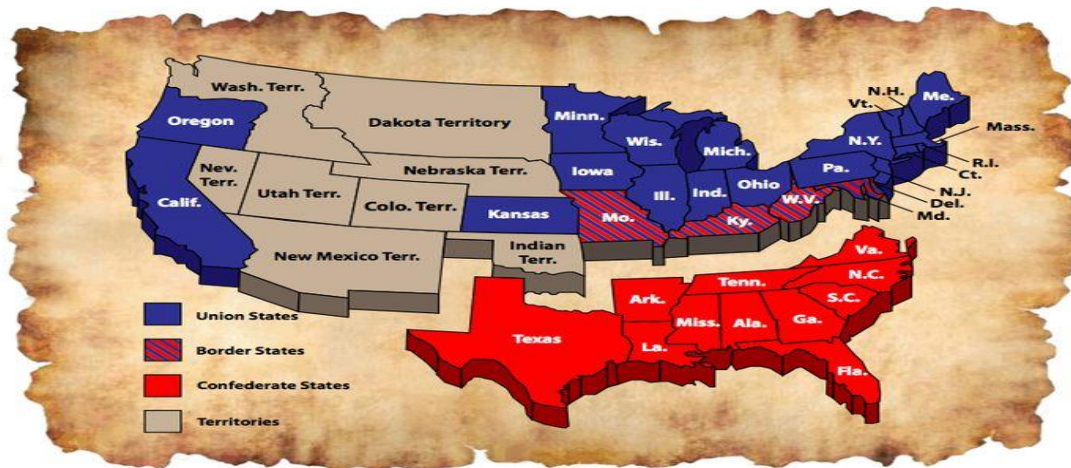 Wash. Terr.
Oregon
Dakota Territory
Minn.
N.H.
Vt.
Me.
Mass.
Wis.
Mich.
N.Y.
R.I.
Ct.
Nev.
Terr.
Nebraska Terr.
Iowa
Pa.
N.J.
Del.
Md.
Calif.
Utah Terr.
Colo. Terr.
Kansas
Mo.
Ill.
Ind.
Ohio
W.V.
Ky.
New Mexico Terr.
Indian
Terr.
Va.
Tenn.
N.C.
Ark.
S.C.
Texas
La.
Miss.
Ala.
Ga.
Fla.
Union States
Border States
Confederate States
Territories